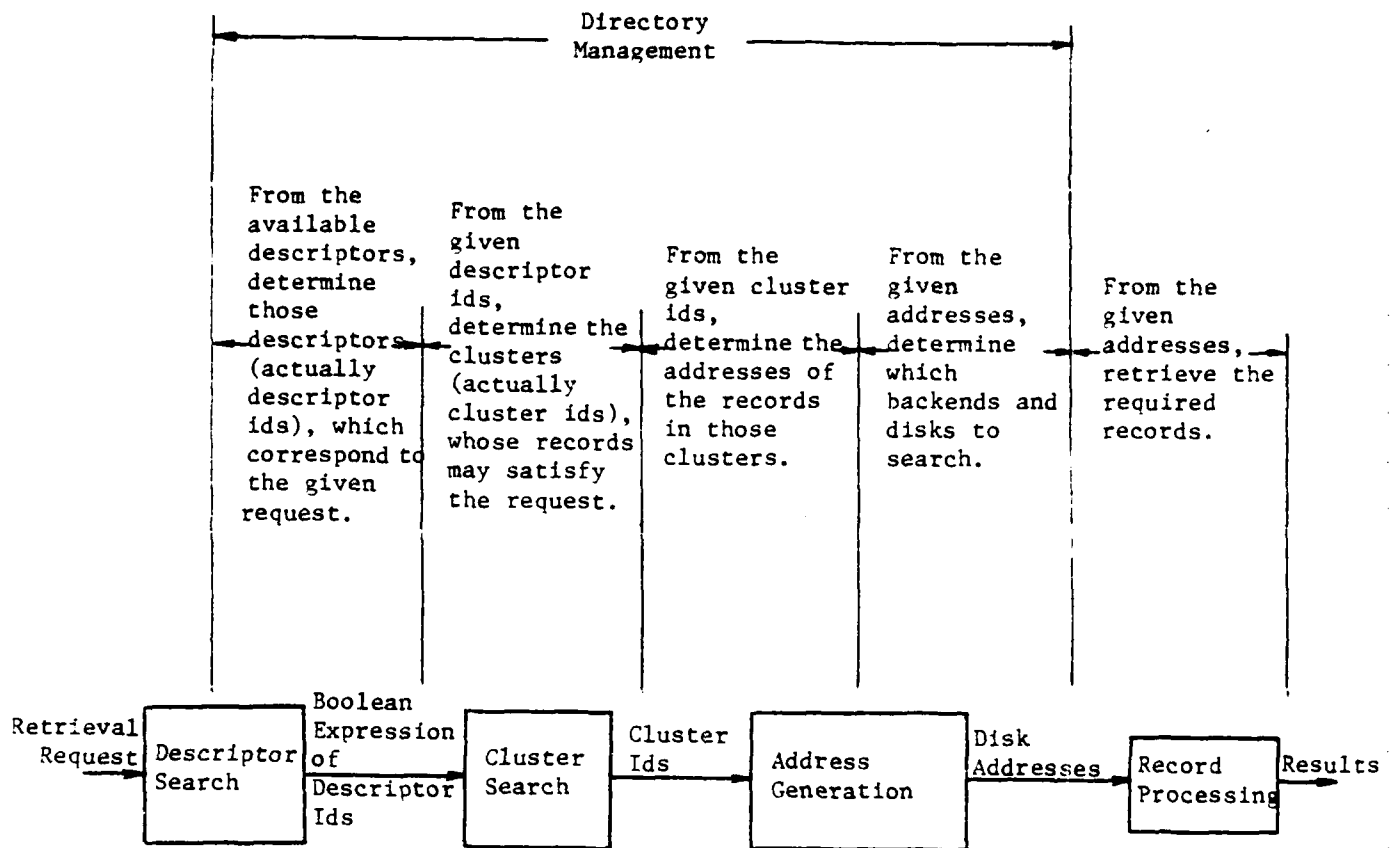 Directory
Management
From the
available
descriptors,
determine
those
descriptors
(actually
descriptor
ids), which
correspond to
the given
request.
From the
given
descriptor
ids,
determine the
clusters
(actually
cluster ids),
whose records
may satisfy
the request.
From the
given cluster
ids,
determine the
addresses of
the records
in those
clusters.
From the
given
addresses,
determine
which
backends and
disks to
search.
From the
given
addresses,
retrieve the
required
records.
Retrieval
Request
Descriptor
Search
Boolean
Expression
of
Descriptor
Ids
Cluster
Search
Cluster
Ids
Address
Generation
Disk
Addresses
Record
Processing
Results